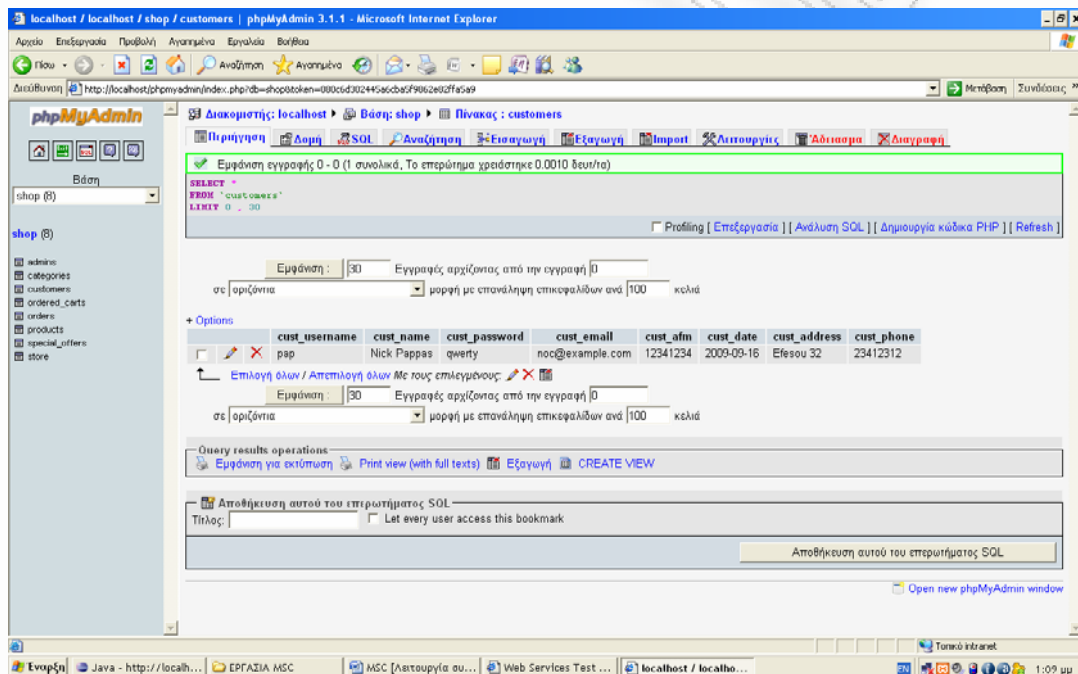 localhost / localhost / shop / customers | phpMyAdmin 3.1.1 - Microsoft Internet Explorer
Αρχείο Επεξεργασία Προβολή Αγαπημένα Εργαλεία Βοήθεια
Πίσω Αναζήτηση Αγαπημένα
Διεύθυνση Μετάβαση Συνδέσεις »
phpMyAdmin
Βάση
shop (8)
shop (8)
admins
categories
customers
ordered_carts
orders
products
special_offers
store
Διακομιστής: localhost ▶ Βάση: shop ▶ Πίνακας : customers
Περιήγηση Δομή SQL Αναζήτηση Εισαγωγή Εξαγωγή Import Λειτουργίες Άδειασμα Διαγραφή
Εμφάνιση εγγραφής 0 - 0 (1 συνολικά, Το επερώτημα χρειάστηκε 0.0010 δευτ/τα)
SELECT *
FROM `customers`
LIMIT 0 , 30
Profiling [ Επεξεργασία ] [ Ανάλυση SQL ] [ Δημιουργία κώδικα PHP ] [ Refresh ]
Εμφάνιση : 30 Εγγραφές αρχίζοντας από την εγγραφή 0
σε οριζόντια μορφή με επανάληψη επικεφαλίδων ανά 100 κελιά
+ Options
cust_username cust_name cust_password cust_email cust_afm cust_date cust_address cust_phone
pap Nick Pappas qwerty noc@example.com 12341234 2009-09-16 Efesou 32 23412312
Επιλογή όλων / Απεπιλογή όλων Με τους επιλεγμένους:
Εμφάνιση : 30 Εγγραφές αρχίζοντας από την εγγραφή 0
σε οριζόντια μορφή με επανάληψη επικεφαλίδων ανά 100 κελιά
Query results operations
Εμφάνιση για εκτύπωση Print view (with full texts) Εξαγωγή CREATE VIEW
Αποθήκευση αυτού του επερωτήματος SQL
Τίτλος: Let every user access this bookmark
Αποθήκευση αυτού του επερωτήματος SQL
Open new phpMyAdmin window
Τοπικό intranet
Έναρξη Java - http://localh... ΕΡΓΑΣΙΑ MSC MSC [Λειτουργία συ... Web Services Test ... localhost / localho... EN 1:09 μμ